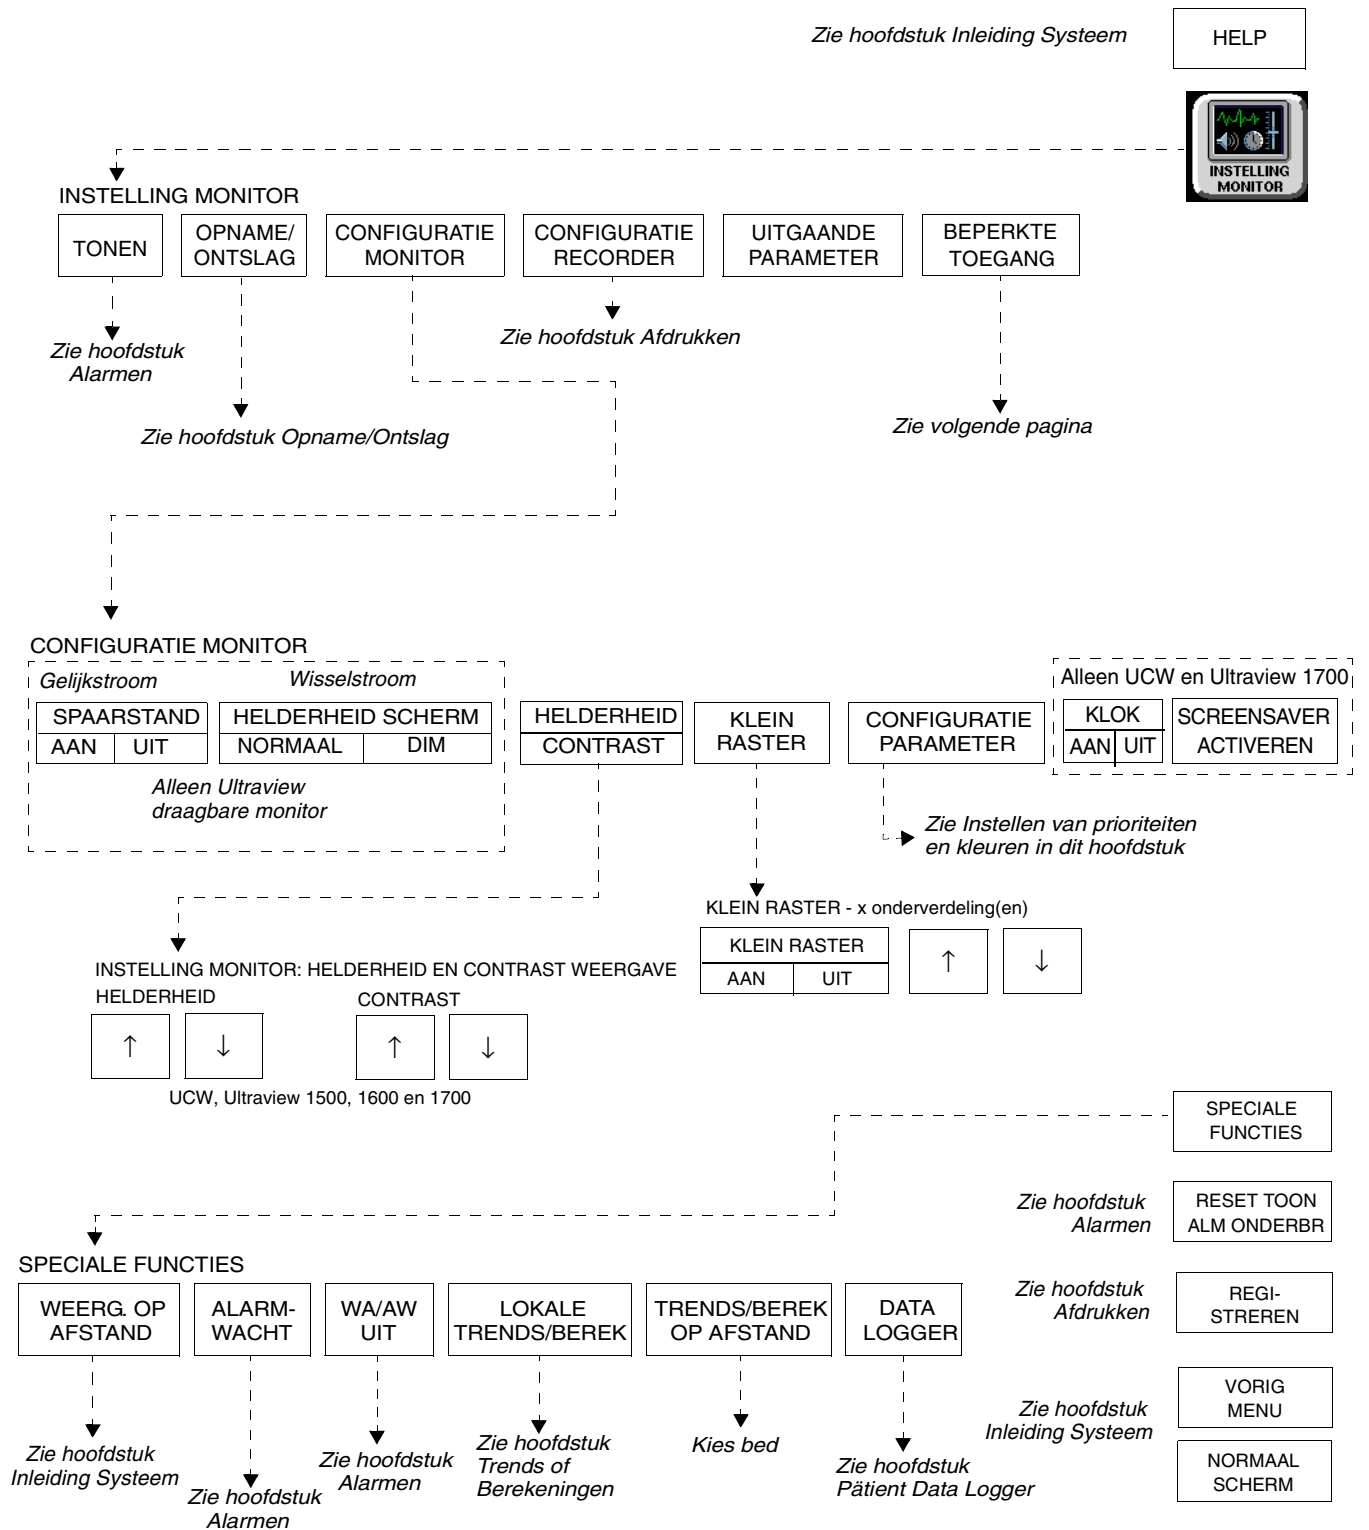 Zie hoofdstuk Inleiding Systeem
HELP
INSTELLING
MONITOR
INSTELLING MONITOR
TONEN
OPNAME/
ONTSLAG
CONFIGURATIE
MONITOR
CONFIGURATIE
RECORDER
UITGAANDE
PARAMETER
BEPERKTE
TOEGANG
Zie hoofdstuk
Alarmen
Zie hoofdstuk Opname/Ontslag
Zie hoofdstuk Afdrukken
Zie volgende pagina
CONFIGURATIE MONITOR
Gelijkstroom
Wisselstroom
SPAARSTAND
AAN UIT
HELDERHEID SCHERM
NORMAAL DIM
Alleen Ultraview
draagbare monitor
HELDERHEID
CONTRAST
KLEIN
RASTER
CONFIGURATIE
PARAMETER
Alleen UCW en Ultraview 1700
KLOK
AAN UIT
SCREENSAVER
ACTIVEREN
Zie Instellen van prioriteiten
en kleuren in dit hoofdstuk
KLEIN RASTER - x onderverdeling(en)
KLEIN RASTER
AAN UIT
↑ ↓
INSTELLING MONITOR: HELDERHEID EN CONTRAST WEERGAVE
HELDERHEID
CONTRAST
↑ ↓ ↑ ↓
UCW, Ultraview 1500, 1600 en 1700
SPECIALE
FUNCTIES
Zie hoofdstuk
Alarmen
RESET TOON
ALM ONDERBR
Zie hoofdstuk
Afdrukken
REGI-
STREREN
Zie hoofdstuk
Inleiding Systeem
VORIG
MENU
NORMAAL
SCHERM
SPECIALE FUNCTIES
WEERG. OP
AFSTAND
ALARM-
WACHT
WA/AW
UIT
LOKALE
TRENDS/BEREK
TRENDS/BEREK
OP AFSTAND
DATA
LOGGER
Zie hoofdstuk
Inleiding Systeem
Zie hoofdstuk
Alarmen
Zie hoofdstuk
Alarmen
Zie hoofdstuk
Trends of
Berekeningen
Kies bed
Zie hoofdstuk
Pätient Data Logger